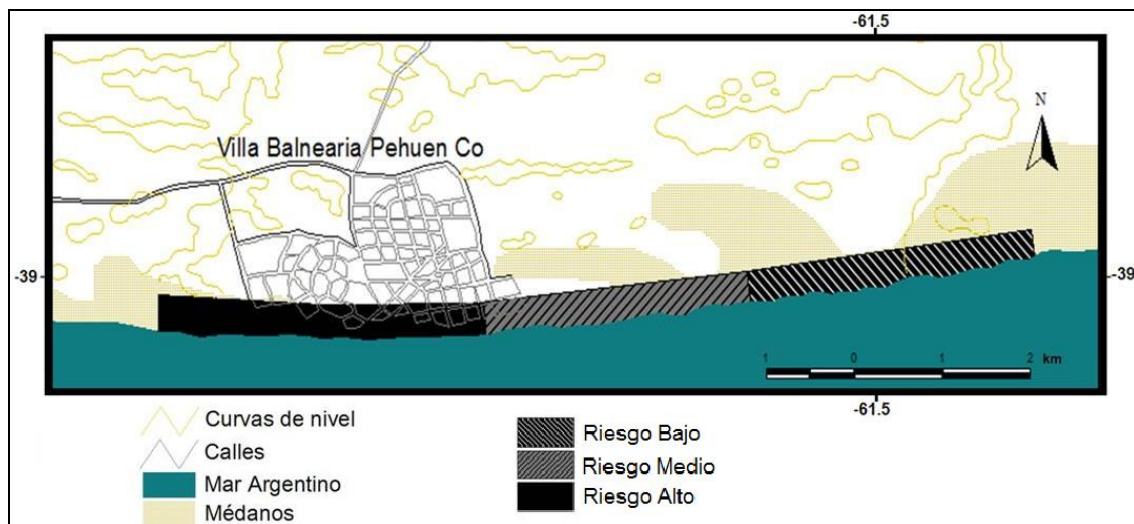 -61.5
N
Villa Balnearia Pehuen Co
-39
-39
1 0 1 2 km
-61.5
Curvas de nivel
Calles
Mar Argentino
Médanos
Riesgo Bajo
Riesgo Medio
Riesgo Alto